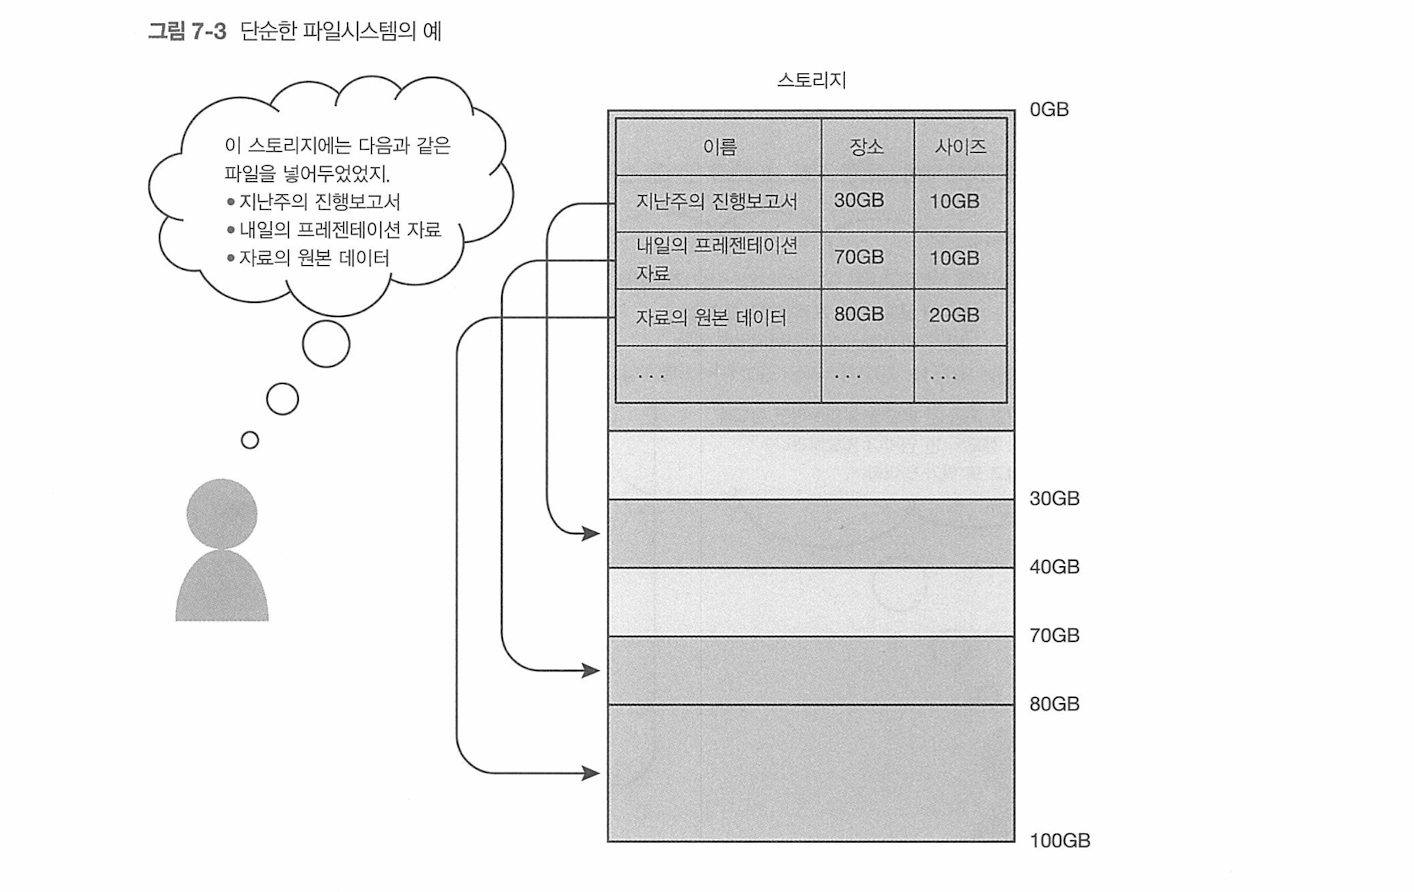 그림 7-3 단순한 파일시스템의 예
스토리지
이 스토리지에는 다음과 같은
파일을 넣어두었었지.
• 지난주의 진행보고서
• 내일의 프레젠테이션 자료
• 자료의 원본 데이터
이름 장소 사이즈
지난주의 진행보고서 30GB 10GB
내일의 프레젠테이션
자료 70GB 10GB
자료의 원본 데이터 80GB 20GB
... ... ...
0GB
30GB
40GB
70GB
80GB
100GB